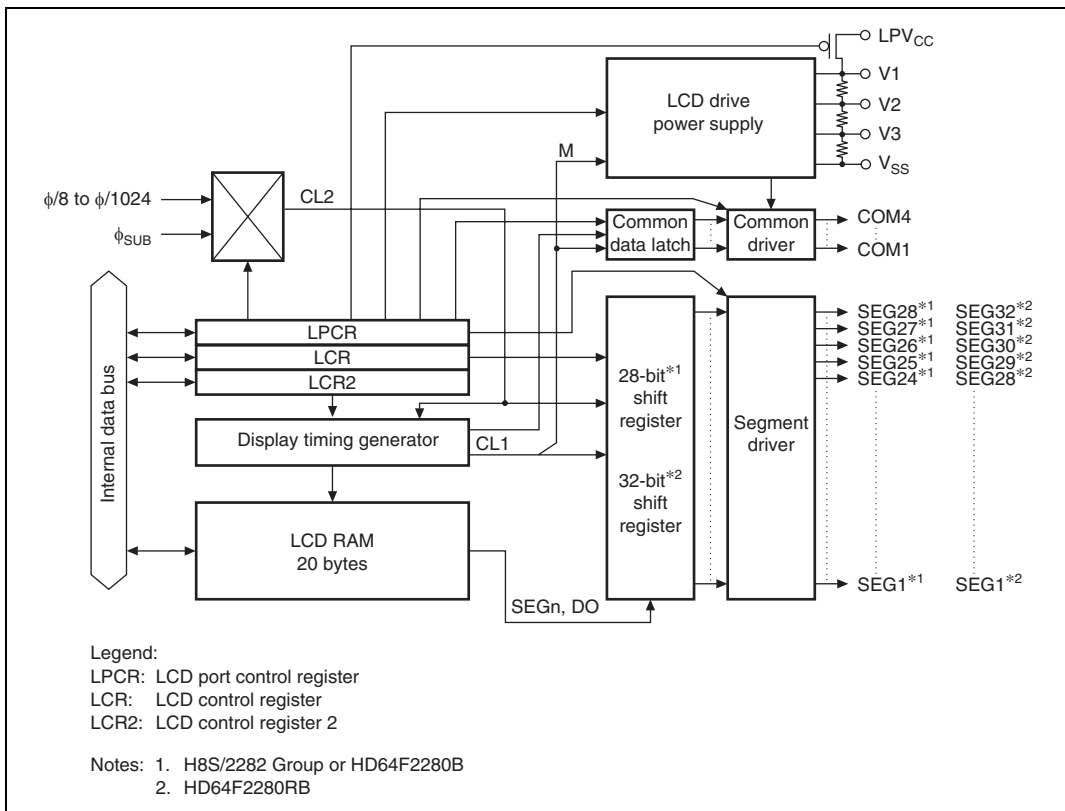 LPV_CC
V1
LCD drive
power supply
V2
V3
M
V_SS
φ/8 to φ/1024
CL2
φ_SUB
Common
data latch
Common
driver
COM4
COM1
Internal data bus
LPCR
LCR
LCR2
Display timing generator
CL1
LCD RAM
20 bytes
SEGn, DO
28-bit*1
shift
register
32-bit*2
shift
register
Segment
driver
SEG28*1 SEG32*2
SEG27*1 SEG31*2
SEG26*1 SEG30*2
SEG25*1 SEG29*2
SEG24*1 SEG28*2
SEG1*1 SEG1*2
Legend:
LPCR: LCD port control register
LCR: LCD control register
LCR2: LCD control register 2
Notes: 1. H8S/2282 Group or HD64F2280B
2. HD64F2280RB